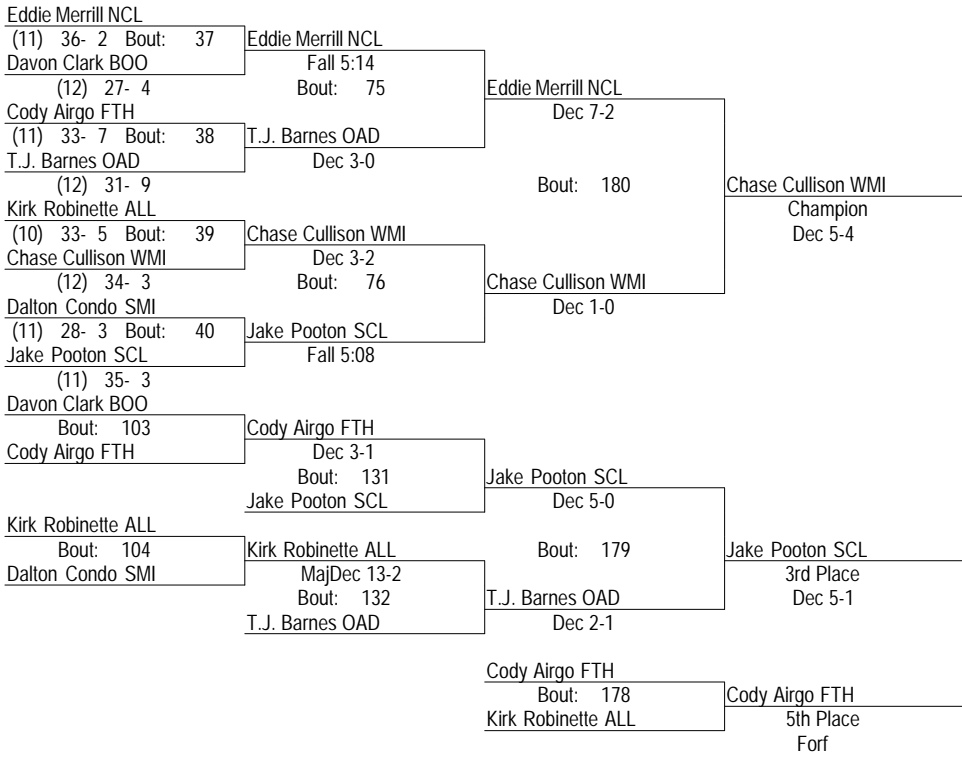 Eddie Merrill NCL
(11) 36- 2 Bout: 37 Eddie Merrill NCL
Davon Clark BOO Fall 5:14
(12) 27- 4 Bout: 75 Eddie Merrill NCL
Cody Airgo FTH Dec 7-2
(11) 33- 7 Bout: 38 T.J. Barnes OAD
T.J. Barnes OAD Dec 3-0
(12) 31- 9 Bout: 180 Chase Cullison WMI
Kirk Robinette ALL Champion
(10) 33- 5 Bout: 39 Chase Cullison WMI Dec 5-4
Chase Cullison WMI Dec 3-2
(12) 34- 3 Bout: 76 Chase Cullison WMI
Dalton Condo SMI Dec 1-0
(11) 28- 3 Bout: 40 Jake Pooton SCL
Jake Pooton SCL Fall 5:08
(11) 35- 3
Davon Clark BOO
Bout: 103 Cody Airgo FTH
Cody Airgo FTH Dec 3-1
Bout: 131 Jake Pooton SCL
Jake Pooton SCL Dec 5-0
Kirk Robinette ALL
Bout: 104 Kirk Robinette ALL Bout: 179 Jake Pooton SCL
Dalton Condo SMI MajDec 13-2 3rd Place
Bout: 132 T.J. Barnes OAD Dec 5-1
T.J. Barnes OAD Dec 2-1
Cody Airgo FTH
Bout: 178 Cody Airgo FTH
Kirk Robinette ALL 5th Place
Forf